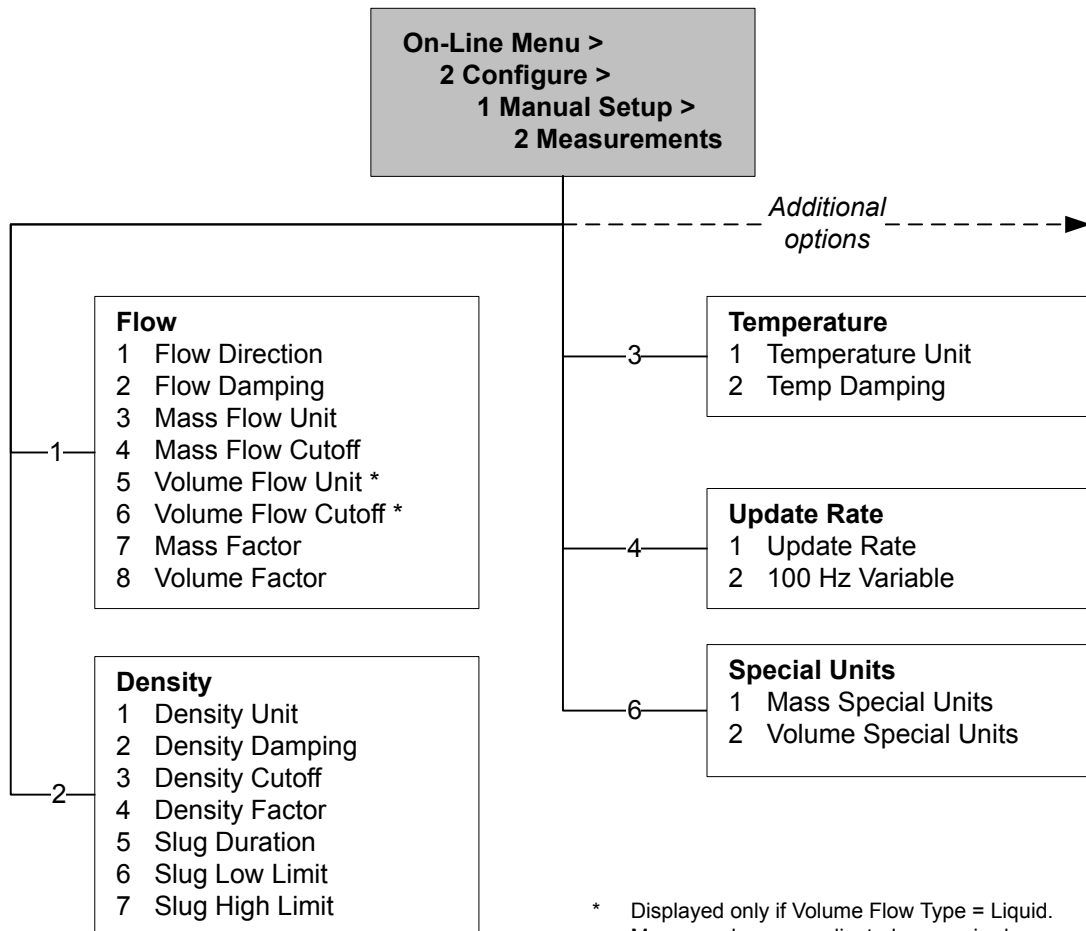 On-Line Menu >
2 Configure >
1 Manual Setup >
2 Measurements
Additional
options
1
Flow
1 Flow Direction
2 Flow Damping
3 Mass Flow Unit
4 Mass Flow Cutoff
5 Volume Flow Unit *
6 Volume Flow Cutoff *
7 Mass Factor
8 Volume Factor
2
Density
1 Density Unit
2 Density Damping
3 Density Cutoff
4 Density Factor
5 Slug Duration
6 Slug Low Limit
7 Slug High Limit
3
Temperature
1 Temperature Unit
2 Temp Damping
4
Update Rate
1 Update Rate
2 100 Hz Variable
6
Special Units
1 Mass Special Units
2 Volume Special Units
* Displayed only if Volume Flow Type = Liquid.